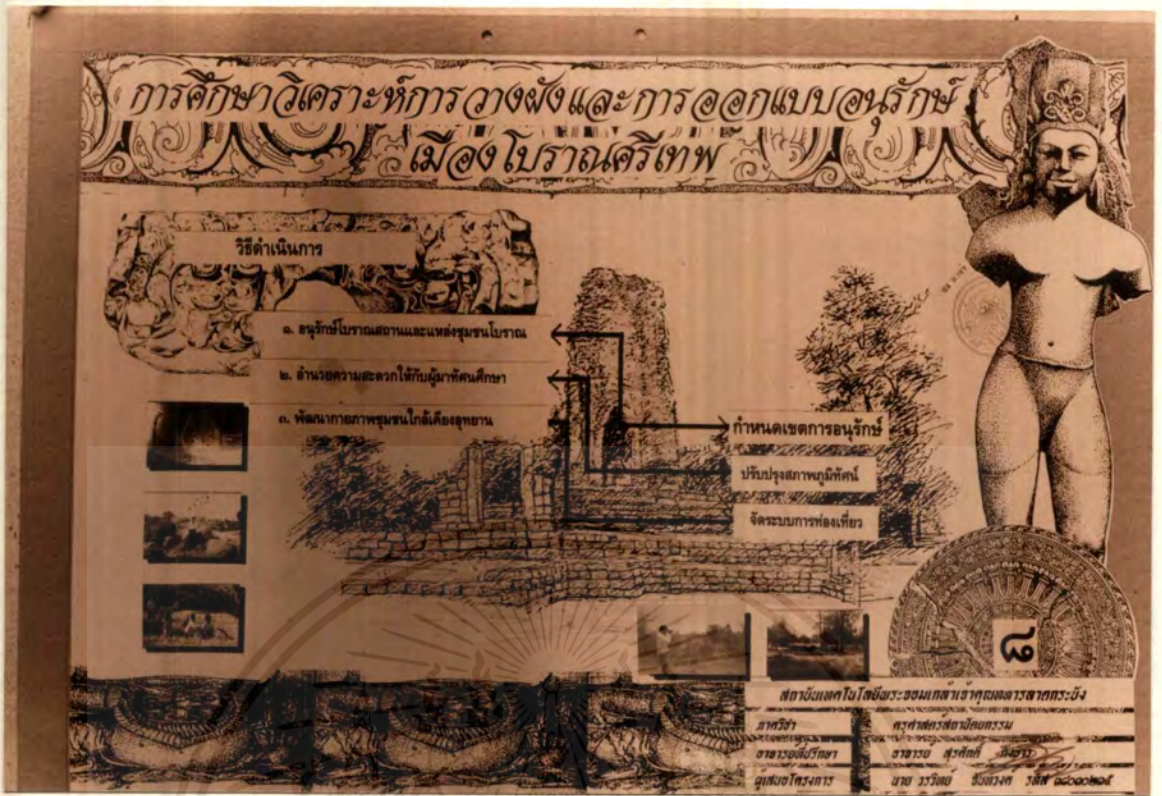 การศึกษาวิเคราะห์การวางผังและการออกแบบอนุรักษ์
เมืองโบราณศรีเทพ
วิธีดำเนินการ
๑. อนุรักษ์โบราณสถานและแหล่งชุมชนโบราณ
๒. อำนวยความสะดวกให้กับผู้มาทัศนศึกษา
๓. พัฒนากายภาพชุมชนใกล้เคียงอุทยาน
กำหนดเขตการอนุรักษ์
ปรับปรุงสภาพภูมิทัศน์
จัดระบบการท่องเที่ยว
๘
สถาบันเทคโนโลยีพระจอมเกล้าเจ้าคุณทหารลาดกระบัง
ภาควิชา ครุศาสตร์สถาปัตยกรรม
อาจารย์ที่ปรึกษา อาจารย์ สุรศักดิ์
ผู้เสนอโครงการ นาย วรวิทย์ รหัส